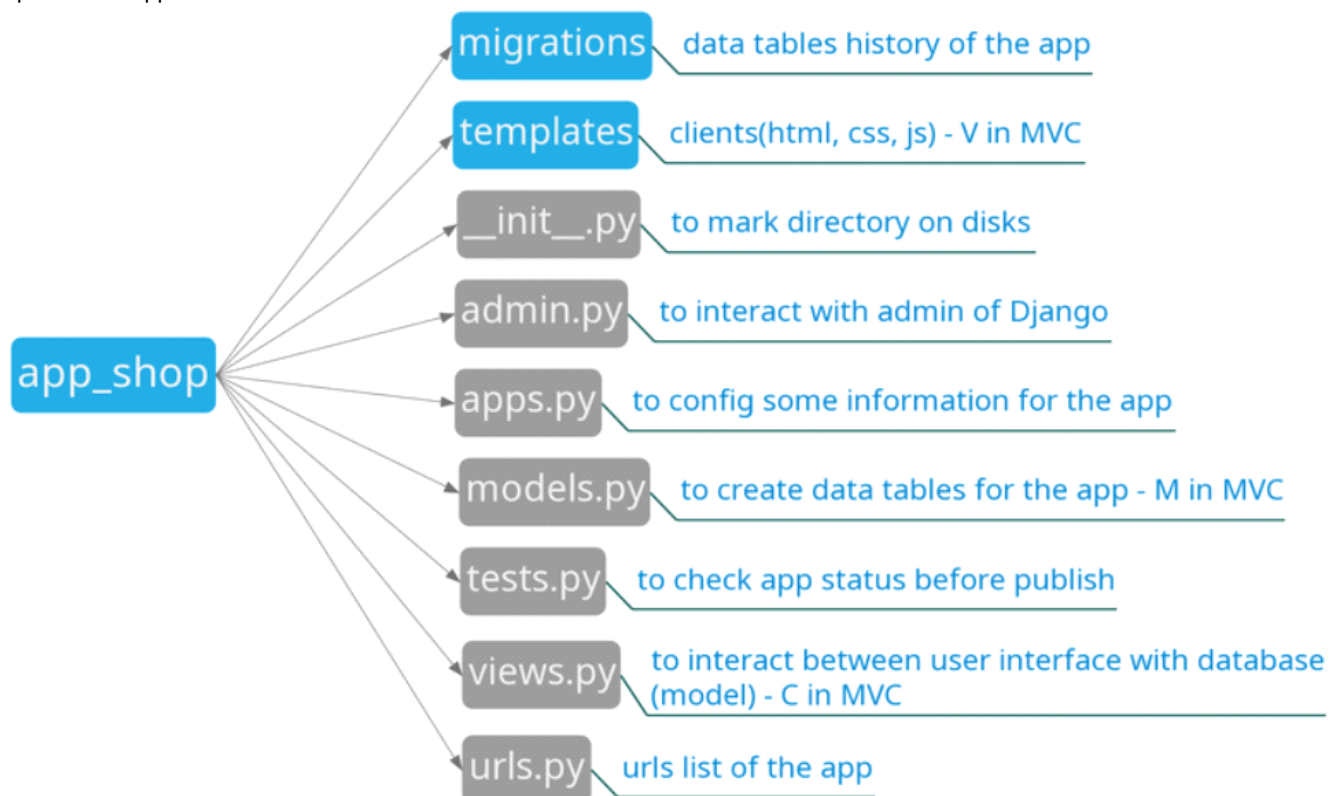 migrations
data tables history of the app
templates
clients(html, css, js) - V in MVC
__init__.py
to mark directory on disks
admin.py
to interact with admin of Django
app_shop
apps.py
to config some information for the app
models.py
to create data tables for the app - M in MVC
tests.py
to check app status before publish
views.py
to interact between user interface with database
(model) - C in MVC
urls.py
urls list of the app